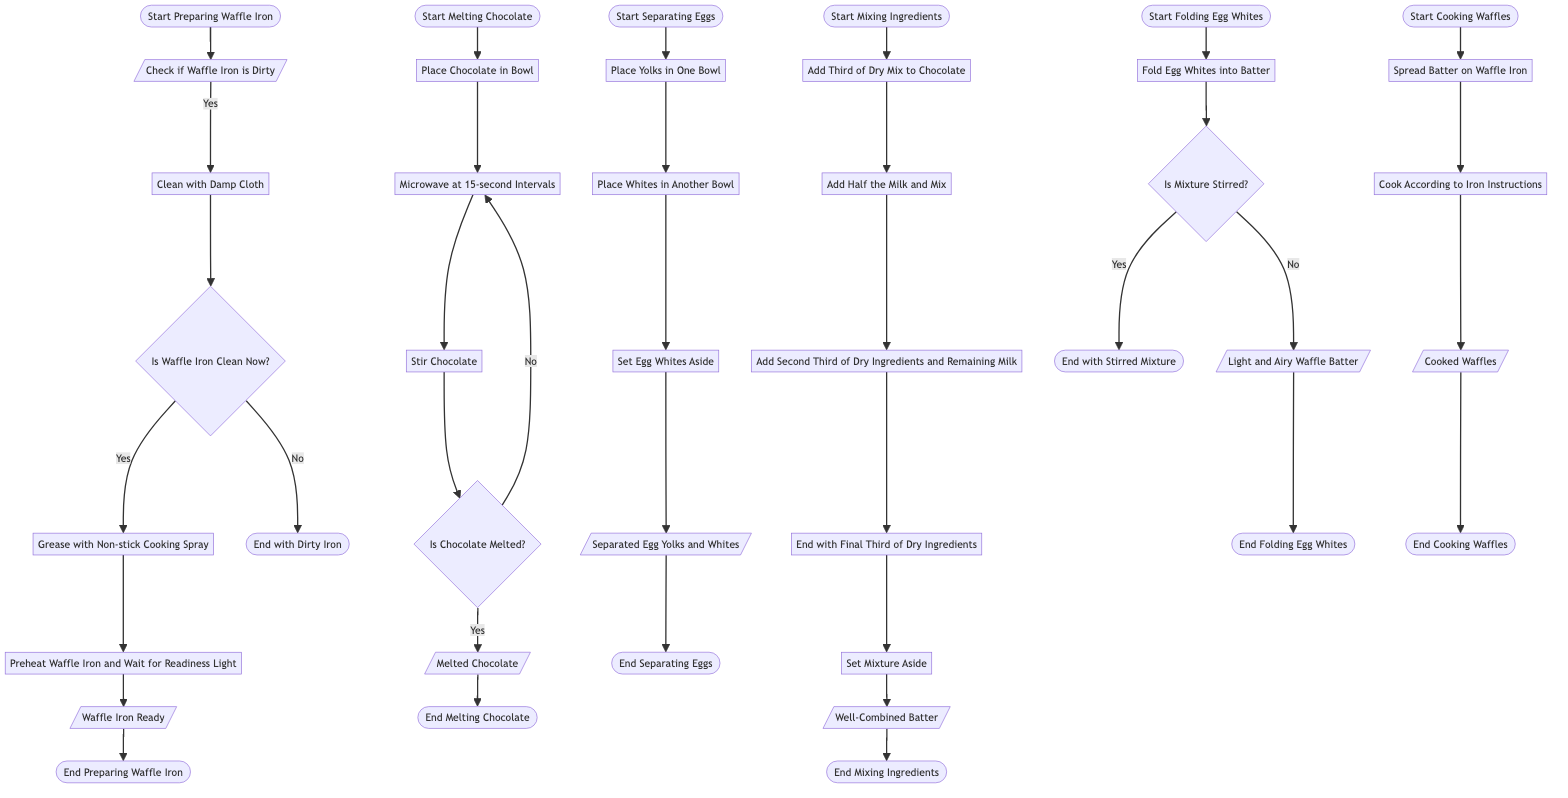 Start Preparing Waffle Iron
Check if Waffle Iron is Dirty
Yes
Clean with Damp Cloth
Is Waffle Iron Clean Now?
Yes
No
Grease with Non-stick Cooking Spray
End with Dirty Iron
Preheat Waffle Iron and Wait for Readiness Light
Waffle Iron Ready
End Preparing Waffle Iron
Start Melting Chocolate
Place Chocolate in Bowl
Microwave at 15-second Intervals
Stir Chocolate
No
Is Chocolate Melted?
Yes
Melted Chocolate
End Melting Chocolate
Start Separating Eggs
Place Yolks in One Bowl
Place Whites in Another Bowl
Set Egg Whites Aside
Separated Egg Yolks and Whites
End Separating Eggs
Start Mixing Ingredients
Add Third of Dry Mix to Chocolate
Add Half the Milk and Mix
Add Second Third of Dry Ingredients and Remaining Milk
End with Final Third of Dry Ingredients
Set Mixture Aside
Well-Combined Batter
End Mixing Ingredients
Start Folding Egg Whites
Fold Egg Whites into Batter
Is Mixture Stirred?
Yes
No
End with Stirred Mixture
Light and Airy Waffle Batter
End Folding Egg Whites
Start Cooking Waffles
Spread Batter on Waffle Iron
Cook According to Iron Instructions
Cooked Waffles
End Cooking Waffles